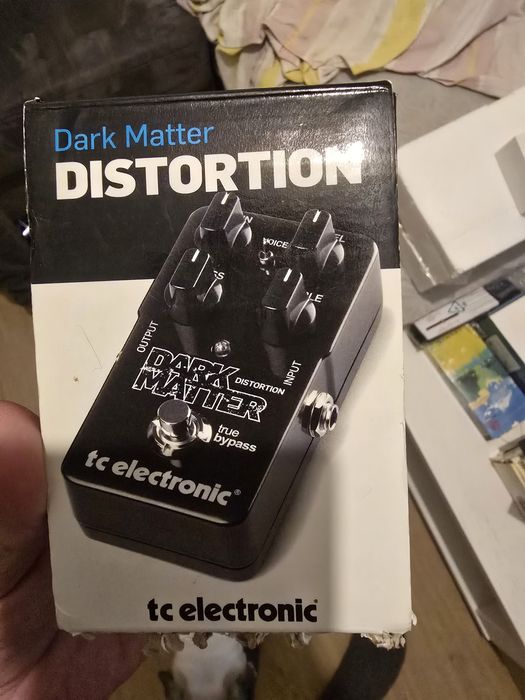 Dark Matter
DISTORTION
VOICE
OUTPUT
INPUT
DARK
MATTER
DISTORTION
true
bypass
tc electronic®
tc electronic®